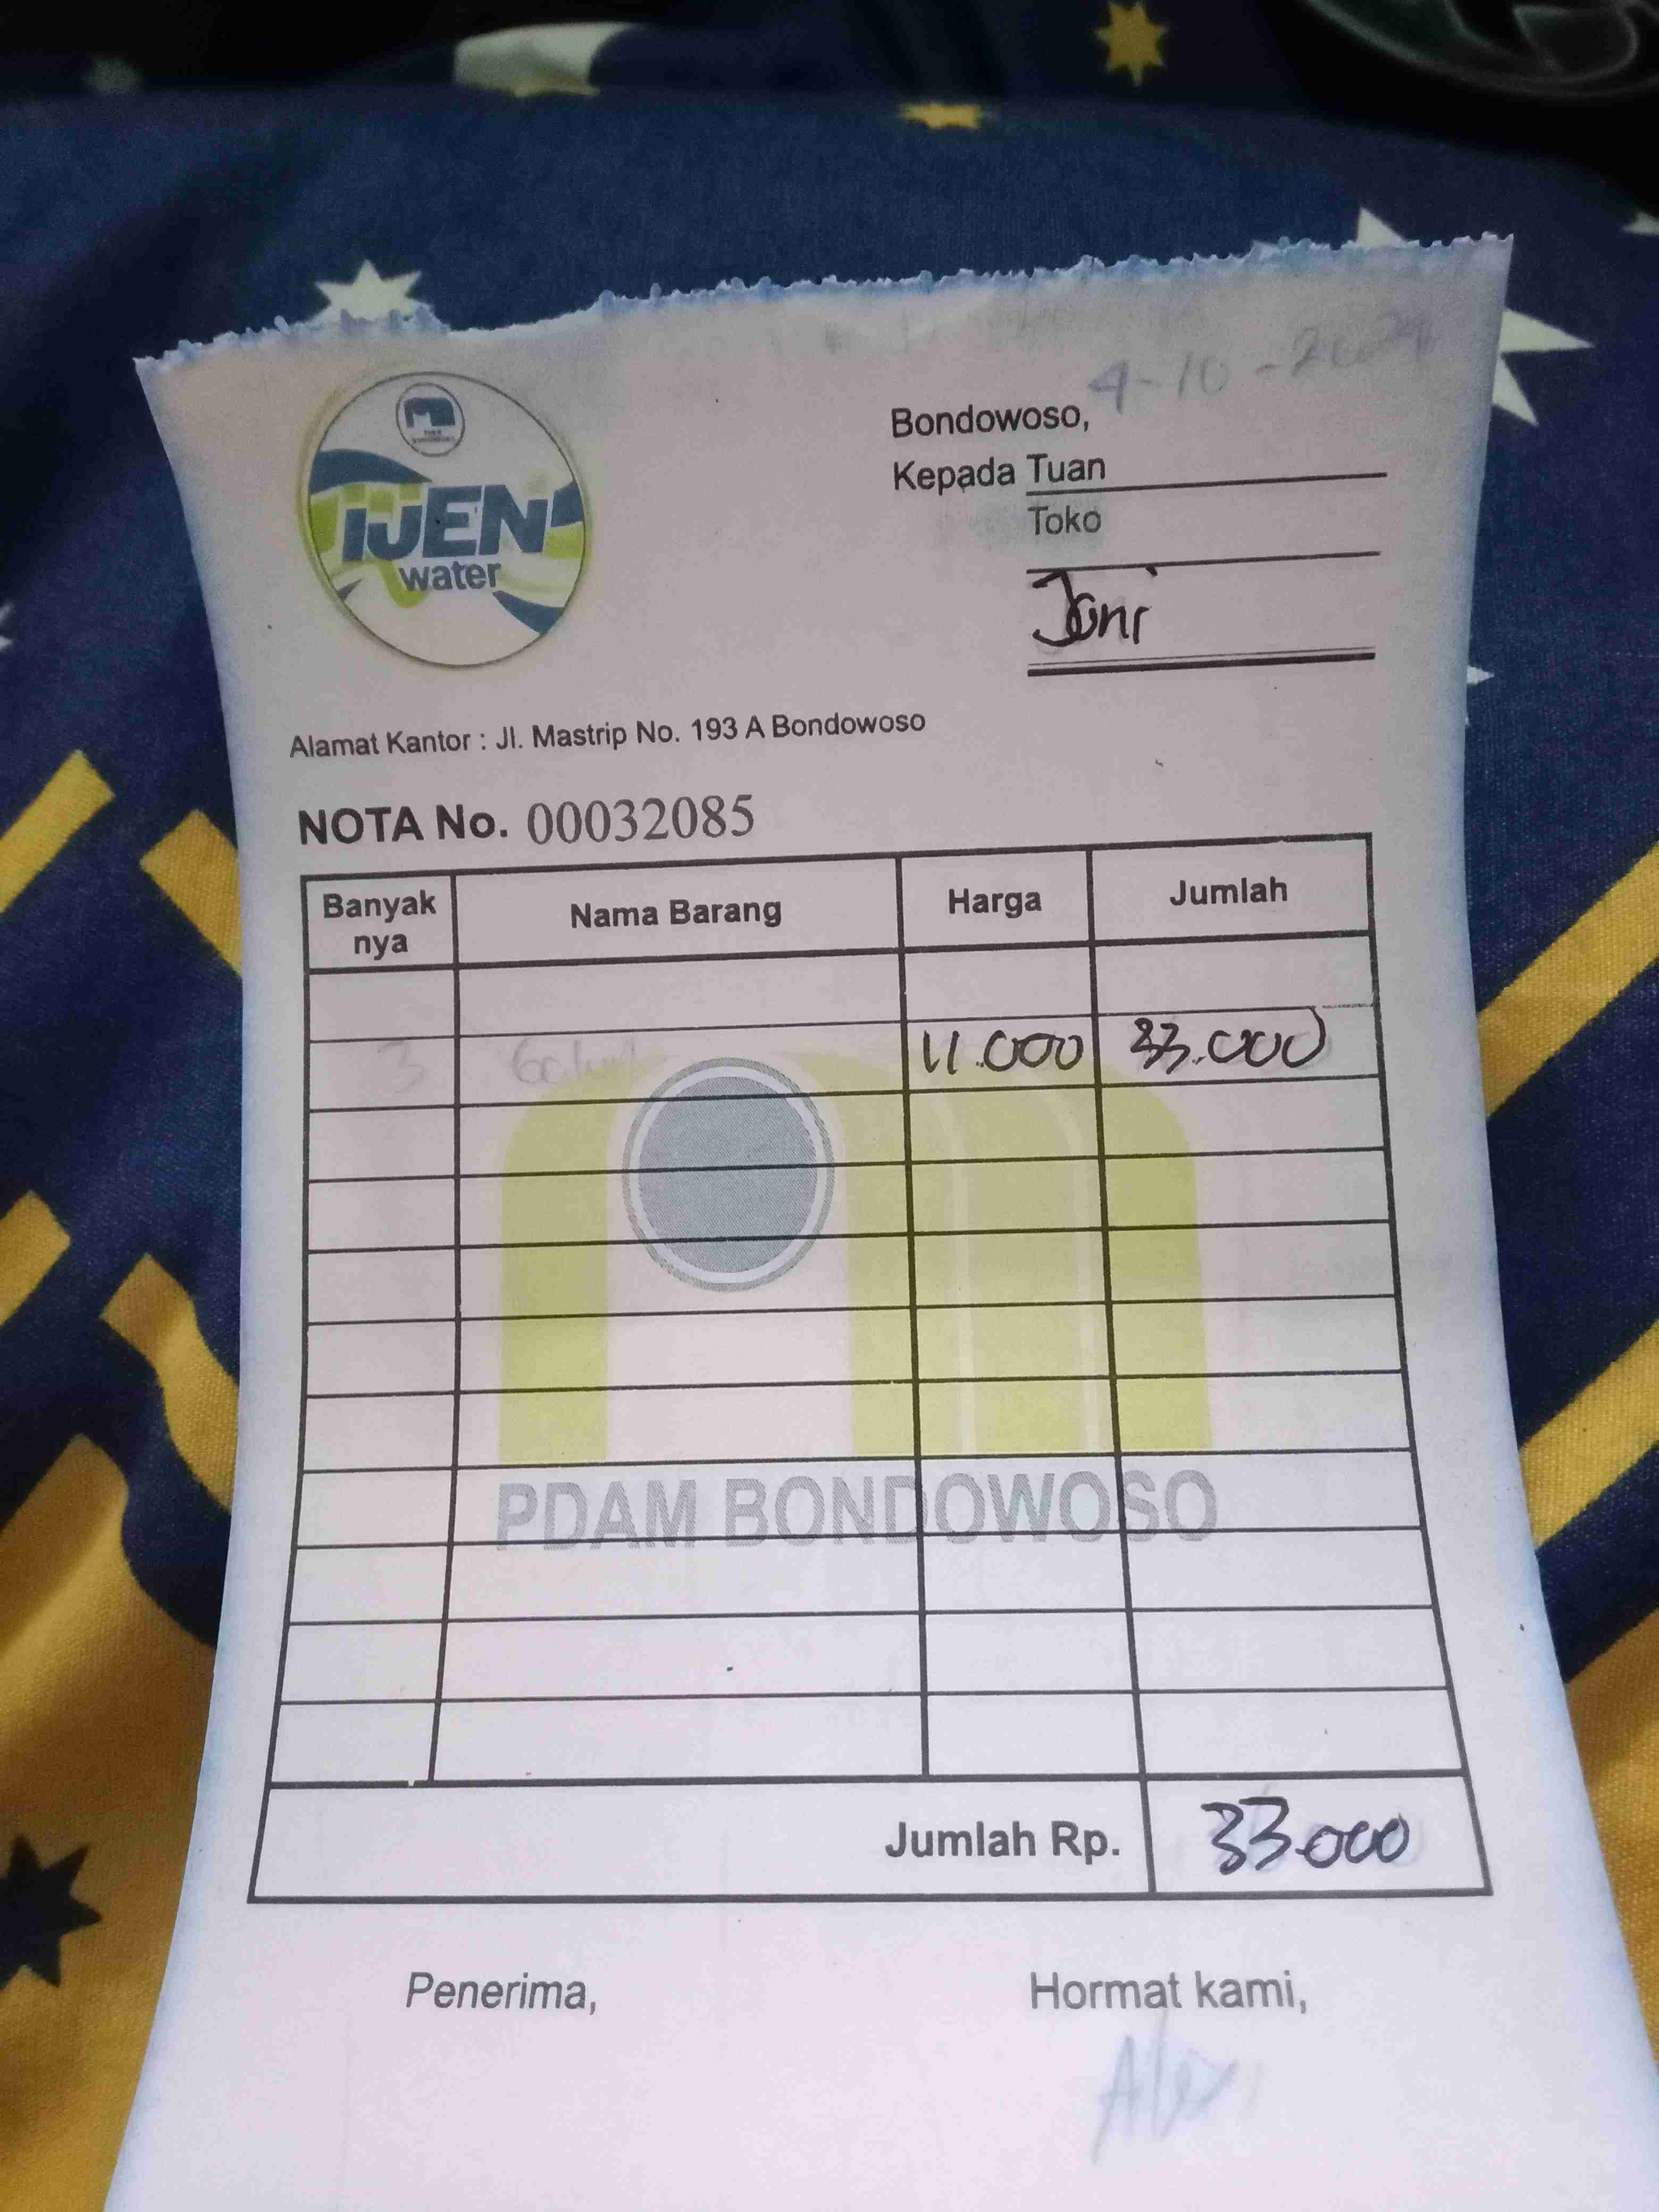 IJEN
water
Bondowoso, 4-10-2024
Kepada Tuan
Toko
Joni
Alamat Kantor : Jl. Mastrip No. 193 A Bondowoso
NOTA No. 00032085
Banyak nya Nama Barang Harga Jumlah
3 Galon 11.000 33.000
PDAM BONDOWOSO
Jumlah Rp. 33.000
Penerima, Hormat kami,